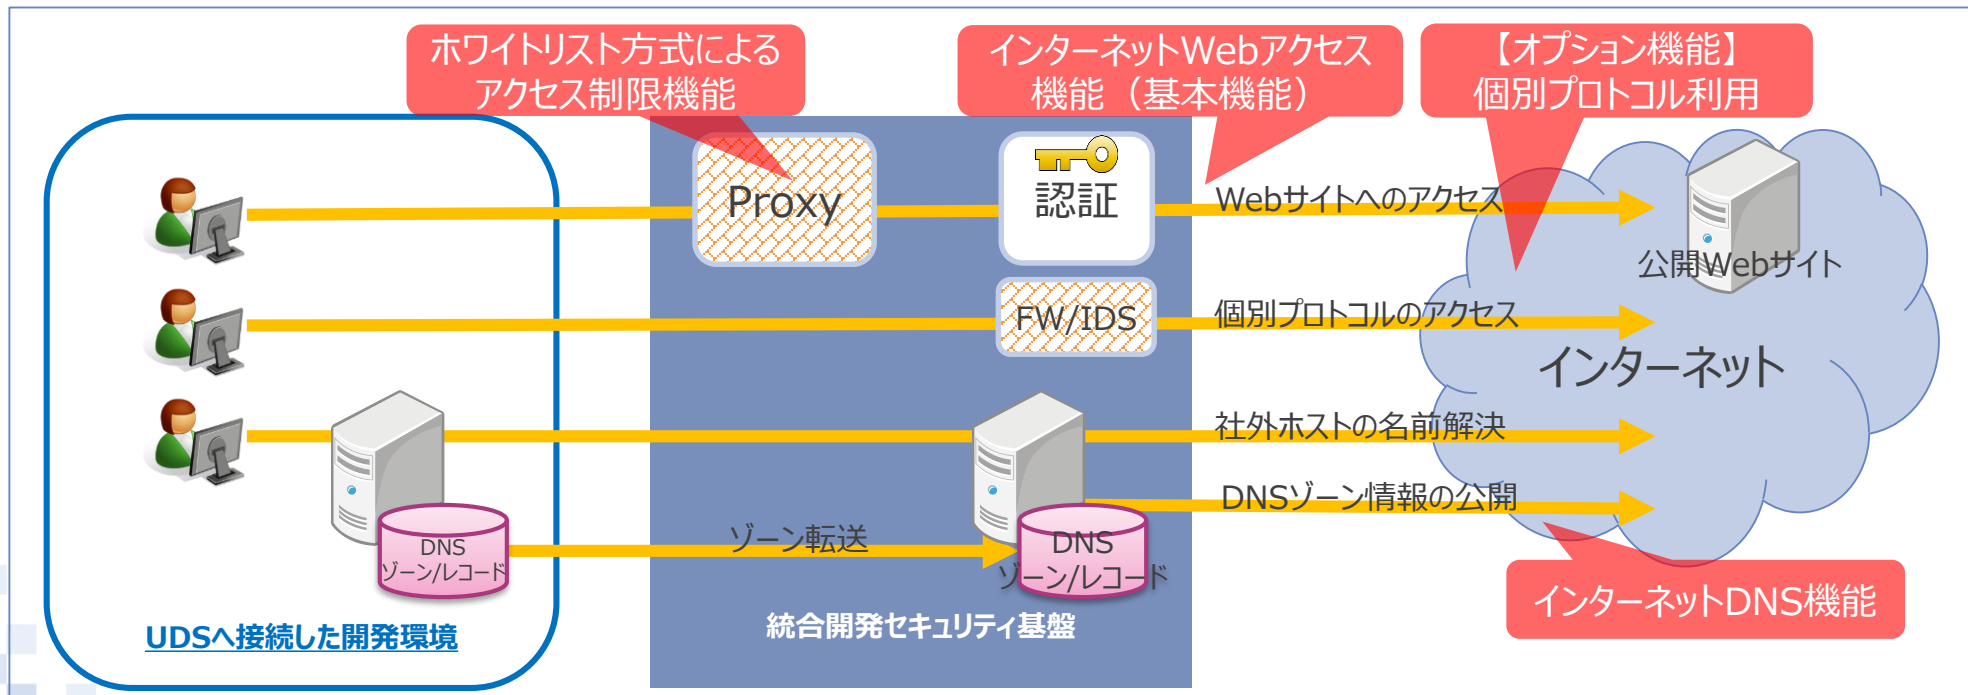 ホワイトリスト方式による
アクセス制限機能
インターネットWebアクセス
機能（基本機能）
【オプション機能】
個別プロトコル利用
Proxy
認証
Webサイトへのアクセス
公開Webサイト
FW/IDS
個別プロトコルのアクセス
インターネット
社外ホストの名前解決
DNSゾーン情報の公開
ゾーン転送
DNS
ゾーン/レコード
DNS
ゾーン/レコード
インターネットDNS機能
UDSへ接続した開発環境
統合開発セキュリティ基盤